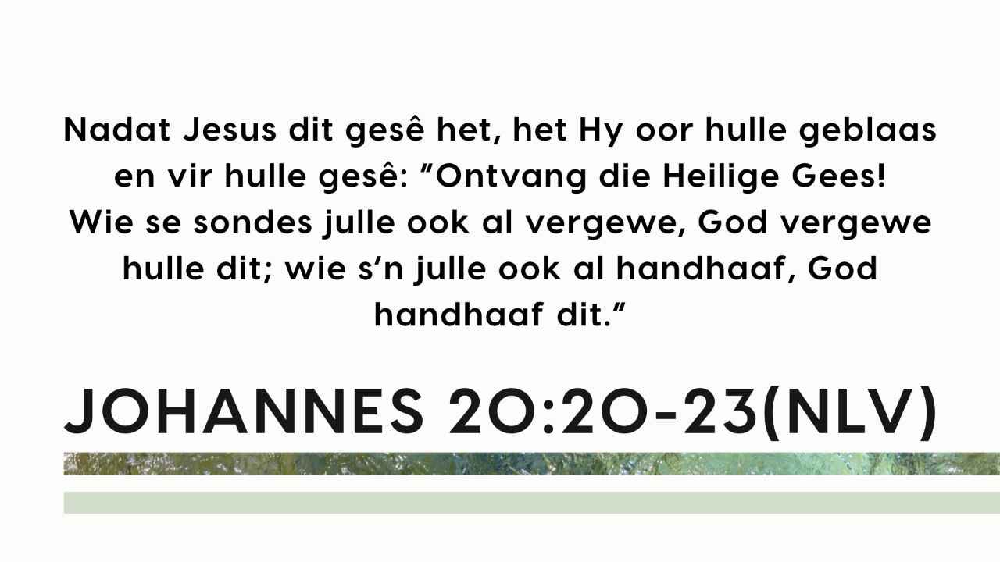 Nadat Jesus dit gesê het, het Hy oor hulle geblaas
en vir hulle gesê: "Ontvang die Heilige Gees!
Wie se sondes julle ook al vergewe, God vergewe
hulle dit; wie s'n julle ook al handhaaf, God
handhaaf dit."
JOHANNES 20:20-23(NLV)